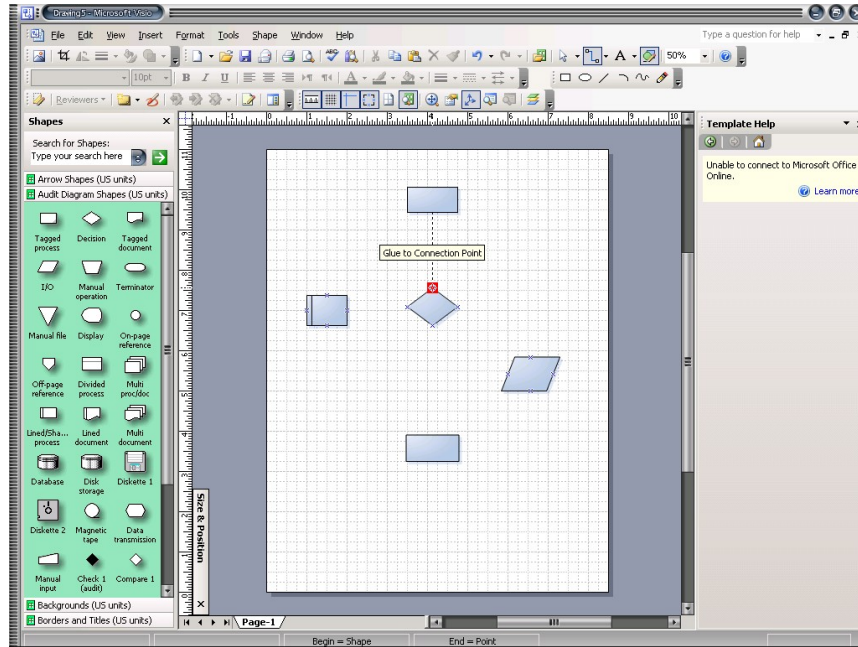 Drawing3 - Microsoft Visio
File Edit View Insert Format Tools Shape Window Help
Type a question for help
50%
10pt
B I U
A
Reviewers
Shapes
Search for Shapes:
Type your search here
Arrow Shapes (US units)
Audit Diagram Shapes (US units)
Tagged process
Decision
Tagged document
I/O
Manual operation
Terminator
Manual file
Display
On-page reference
Off-page reference
Divided process
Multi proc/doc
Lined/Sha... process
Lined document
Multi document
Database
Disk storage
Diskette 1
Diskette 2
Magnetic tape
Data transmission
Manual input
Check 1 (audit)
Compare 1
Backgrounds (US units)
Borders and Titles (US units)
Glue to Connection Point
Size & Position
Page-1
Template Help
Unable to connect to Microsoft Office
Online.
Learn more
Begin = Shape
End = Point